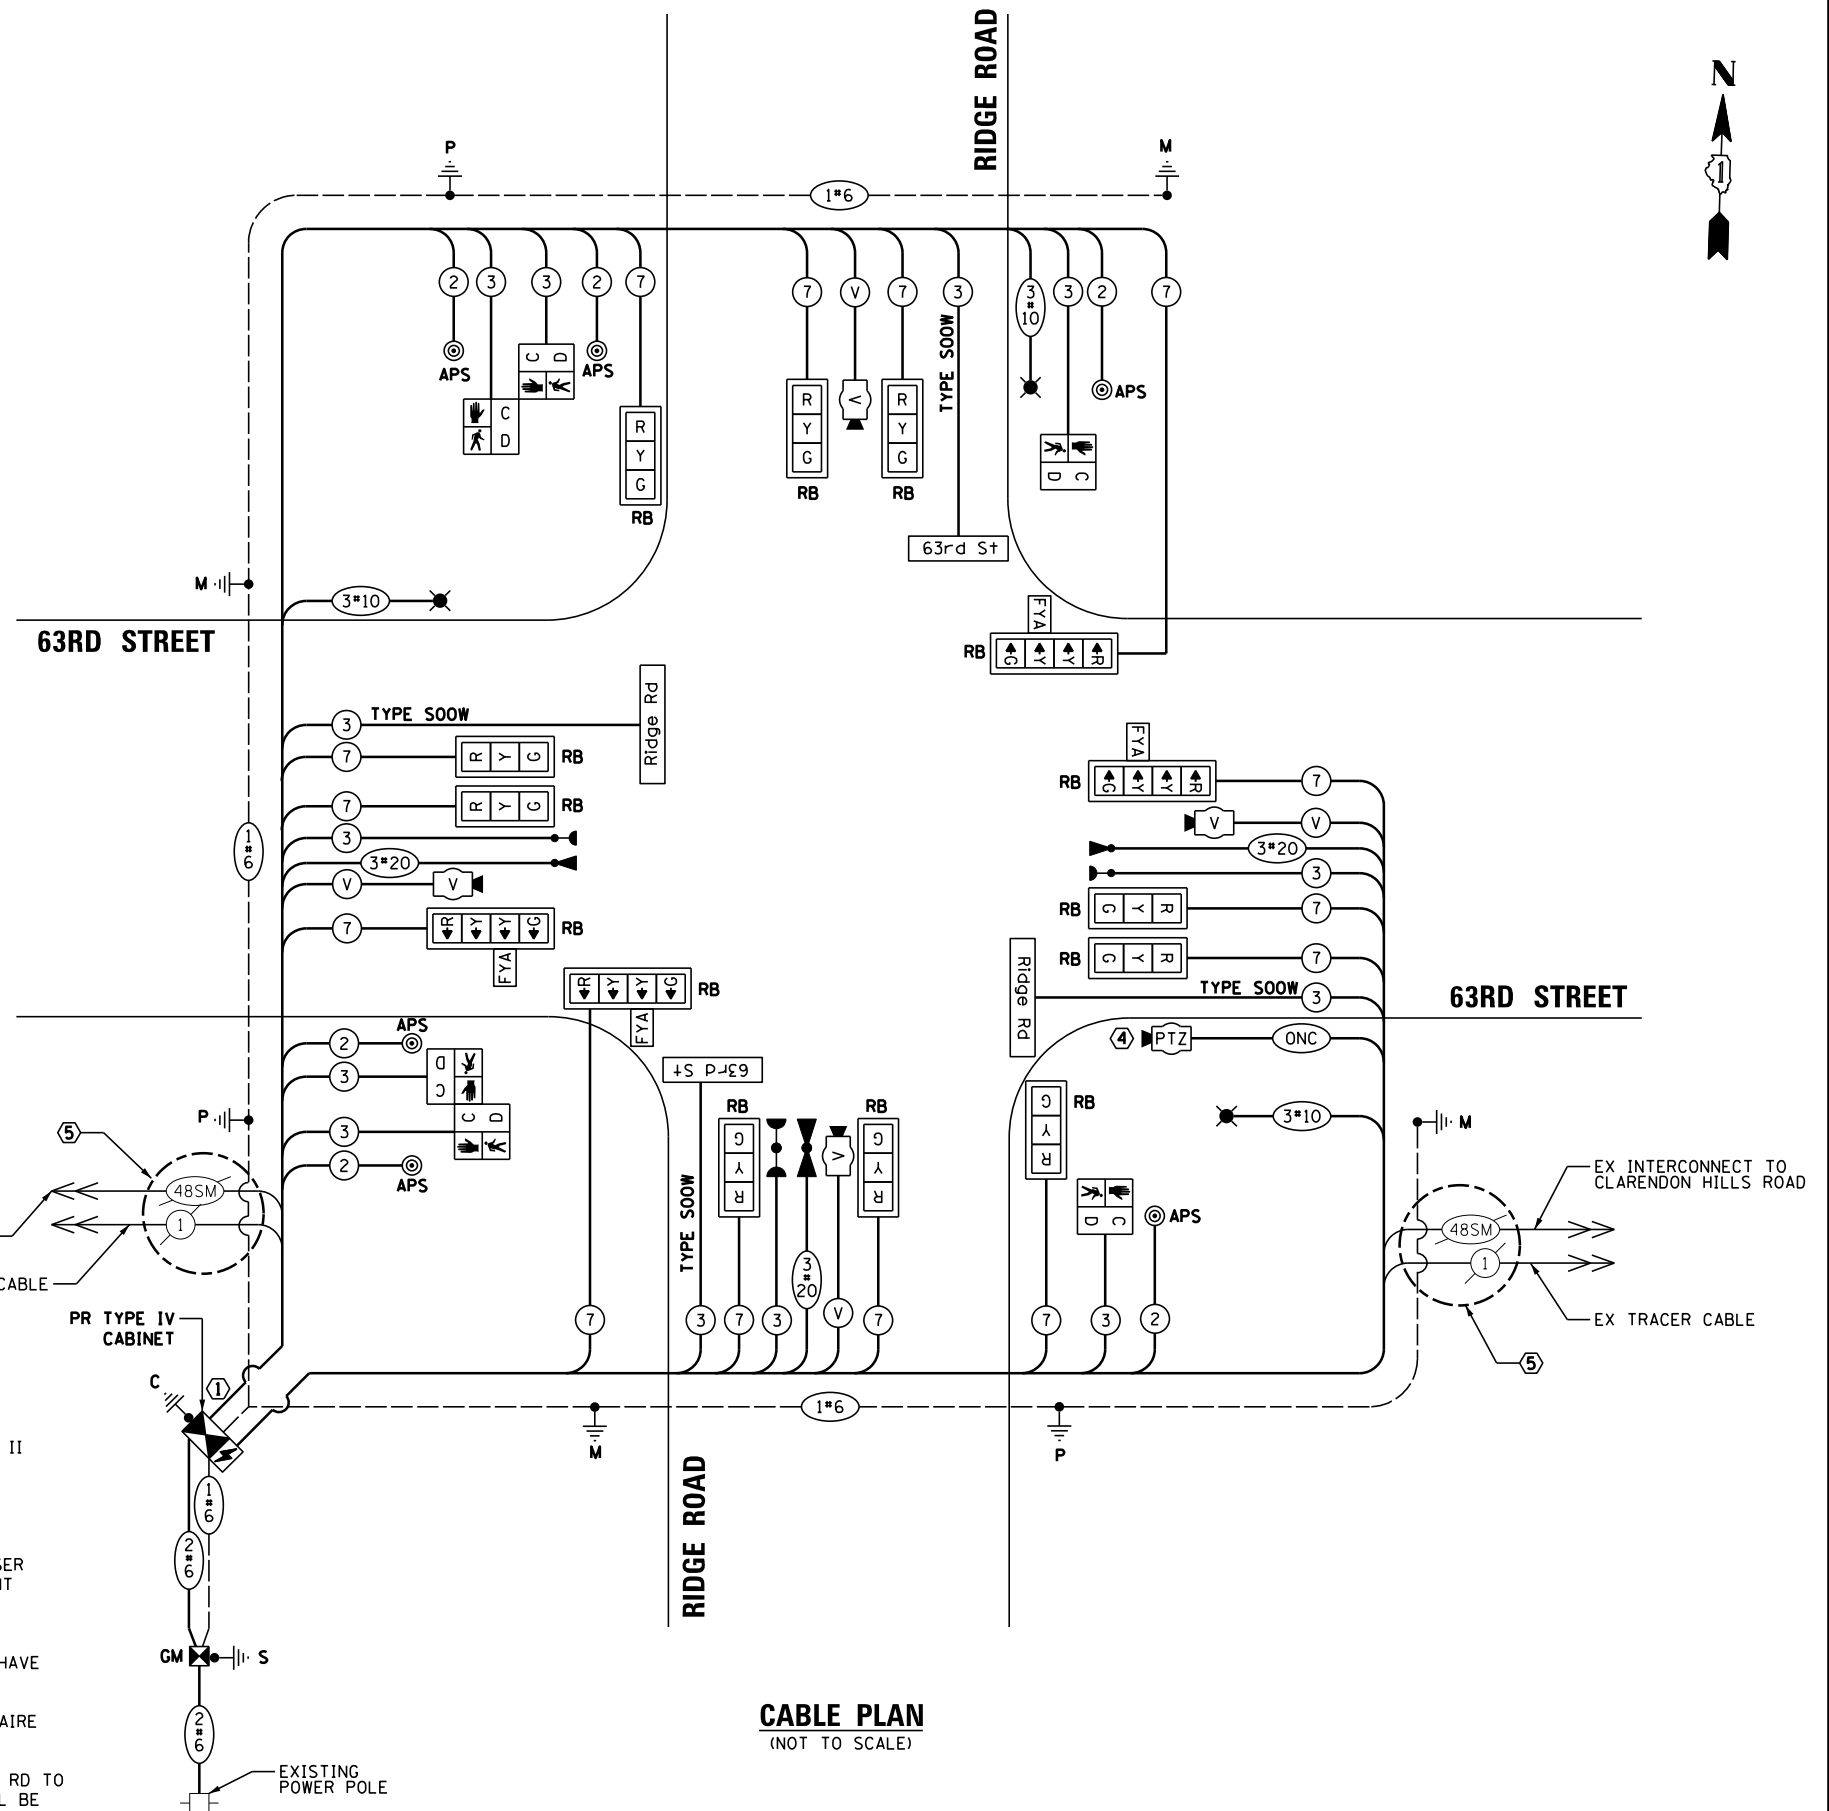 RIDGE ROAD
N
1
P
M
1#6
2
3
3
2
7
7
V
7
3
3
#
10
3
2
7
TYPE SOOW
APS
C D
APS
C
D
R
Y
G
RB
R
Y
G
RB
V
R
Y
G
RB
APS
D C
63rd St
M
3#10
63RD STREET
FYA
RB
G Y Y R
3
TYPE SOOW
Ridge Rd
7
R Y G
RB
7
R Y G
RB
3
1
#
6
3#20
V
V
7
R Y Y G
RB
FYA
FYA
RB
G Y Y R
7
V
V
3#20
3
RB
G Y R
7
RB
G Y R
7
Ridge Rd
TYPE SOOW
3
63RD STREET
R Y Y G
RB
FYA
2
APS
3
D
C
3
C D
2
APS
P
5
48SM
1
CABLE
63rd St
TYPE SOOW
RB
G
Y
R
V
RB
G
Y
R
3
#
20
7
3
7
3
V
7
4
PTZ
ONC
G
Y
R
RB
3#10
D C
APS
7
3
2
M
48SM
1
EX INTERCONNECT TO
CLARENDON HILLS ROAD
EX TRACER CABLE
5
PR TYPE IV
CABINET
C
1
M
1#6
P
II
1
#
6
2
#
6
RIDGE ROAD
SER
HAVE
GM
S
AIRE
2
#
6
RD TO
BE
EXISTING
POWER POLE
CABLE PLAN
(NOT TO SCALE)